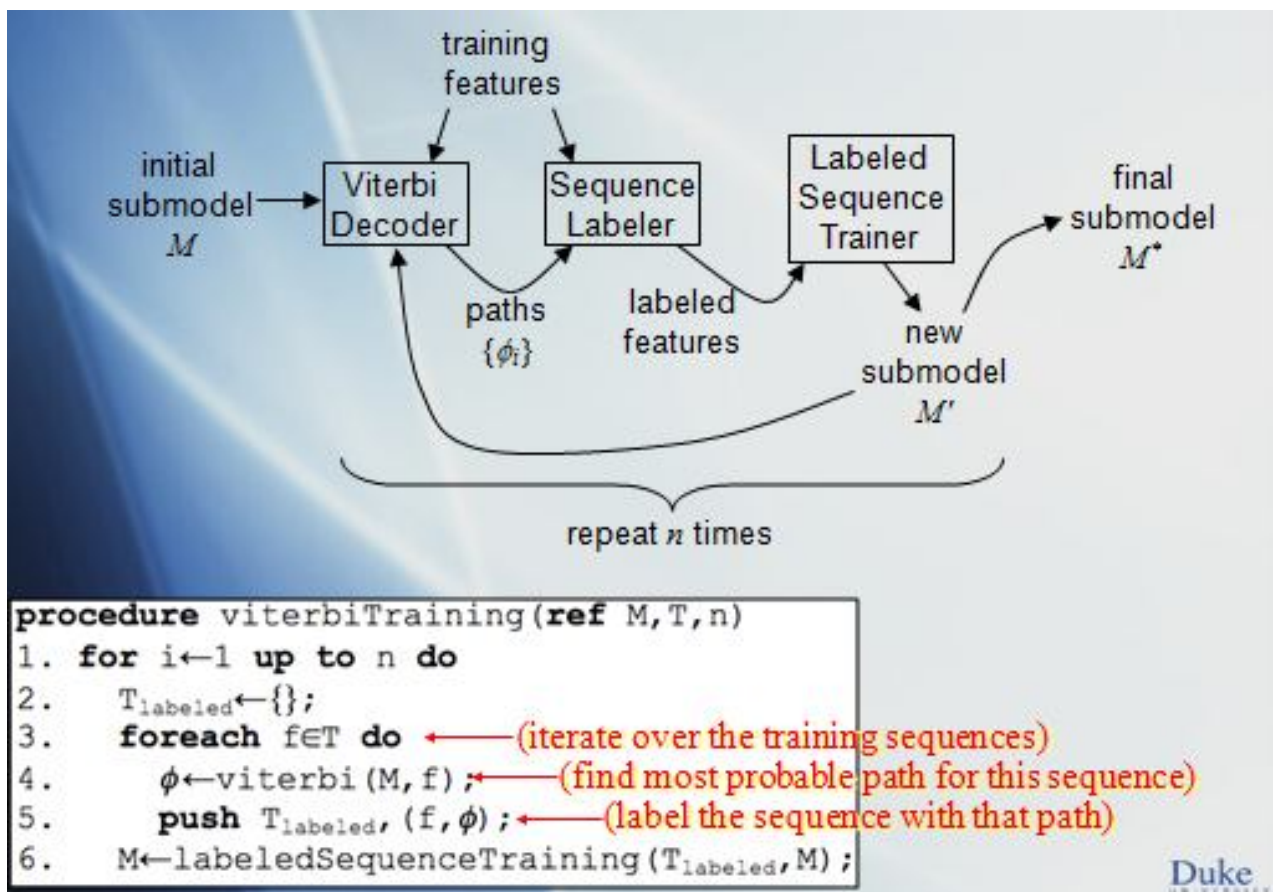 training
features
initial
submodel
M
Viterbi
Decoder
Sequence
Labeler
Labeled
Sequence
Trainer
final
submodel
M*
paths
{ϕi}
labeled
features
new
submodel
M'
repeat n times
procedure viterbiTraining(ref M,T,n)
1. for i←1 up to n do
2. Tlabeled←{};
3. foreach f∈T do (iterate over the training sequences)
4. ϕ←viterbi(M,f); (find most probable path for this sequence)
5. push Tlabeled,(f,ϕ); (label the sequence with that path)
6. M←labeledSequenceTraining(Tlabeled,M);
Duke